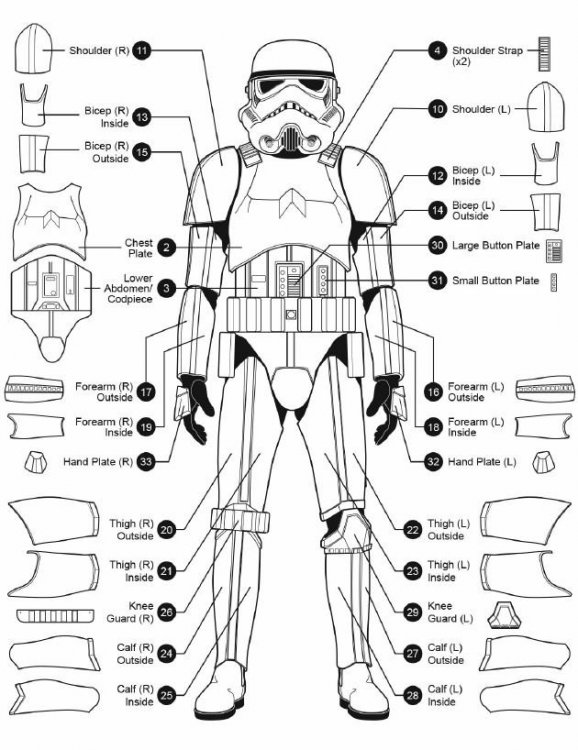 Shoulder (R) 11
4 Shoulder Strap
(x2)
Bicep (R)
Inside 13
10 Shoulder (L)
Bicep (R)
Outside 15
12 Bicep (L)
Inside
14 Bicep (L)
Outside
Chest
Plate 2
30 Large Button Plate
Lower
Abdomen/ 3
Codpiece
31 Small Button Plate
Forearm (R) 17
Outside
16 Forearm (L)
Outside
Forearm (R)
Inside 19
18 Forearm (L)
Inside
Hand Plate (R) 33
32 Hand Plate (L)
Thigh (R) 20
Outside
22 Thigh (L)
Outside
Thigh (R)
Inside 21
23 Thigh (L)
Inside
Knee
Guard (R) 26
29 Knee
Guard (L)
Calf (R) 24
Outside
27 Calf (L)
Outside
Calf (R)
Inside 25
28 Calf (L)
Inside